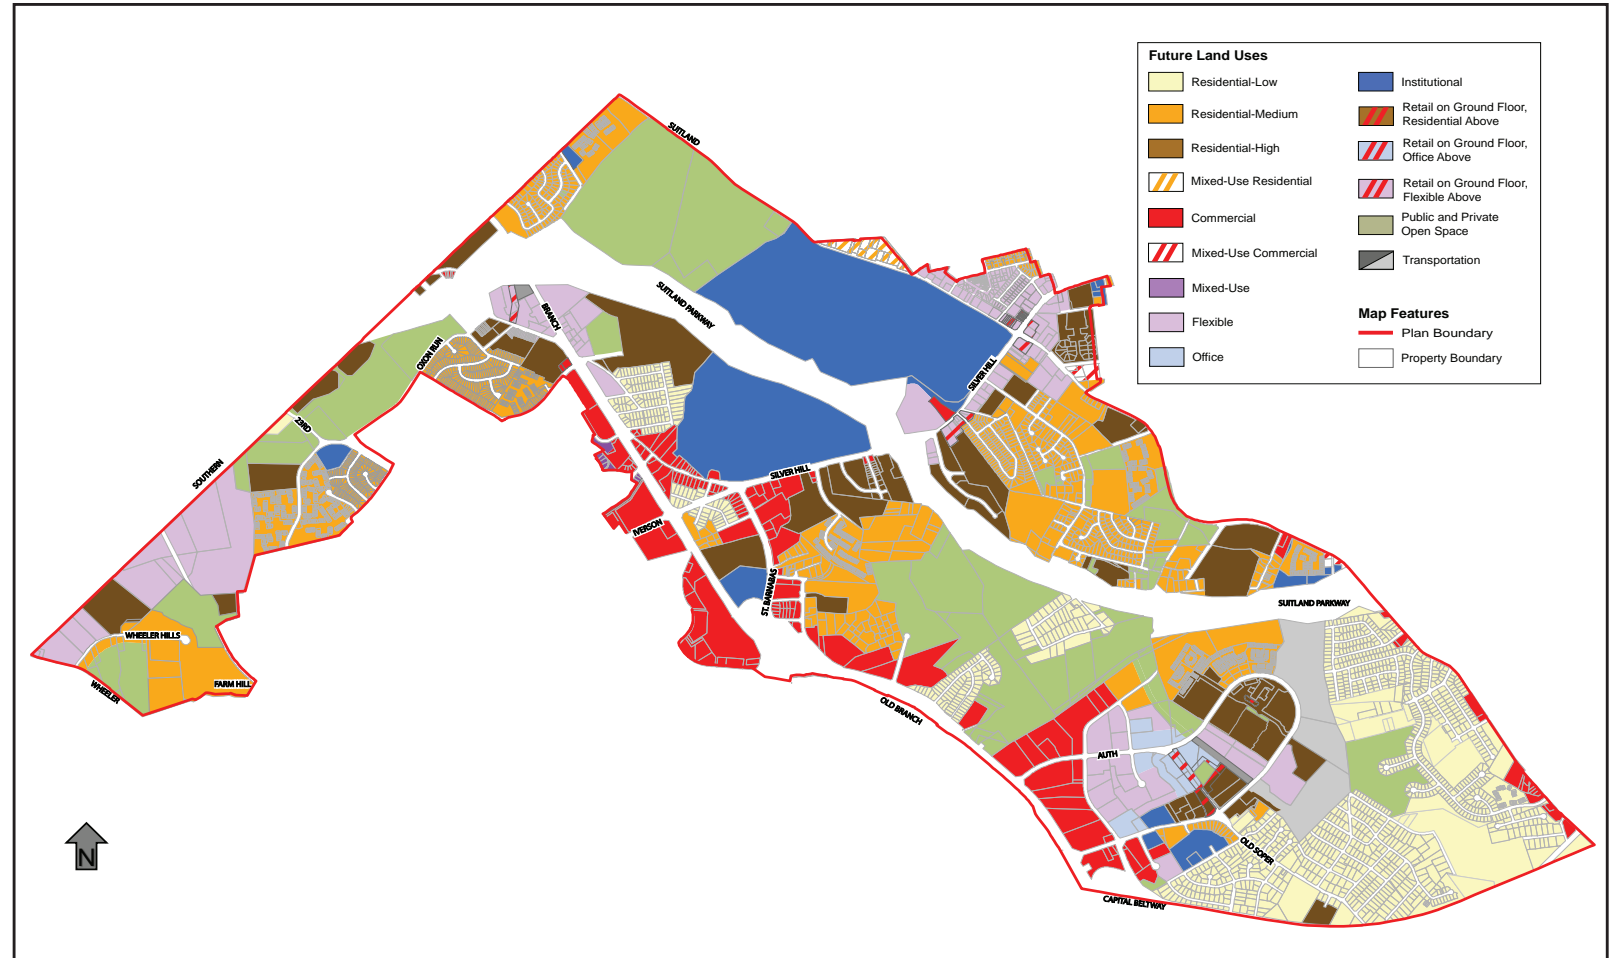 Future Land Uses
Residential-Low
Residential-Medium
Residential-High
Mixed-Use Residential
Commercial
Mixed-Use Commercial
Mixed-Use
Flexible
Office
Institutional
Retail on Ground Floor,
Residential Above
Retail on Ground Floor,
Office Above
Retail on Ground Floor,
Flexible Above
Public and Private
Open Space
Transportation
Map Features
Plan Boundary
Property Boundary
SUITLAND
SUITLAND PARKWAY
BRANCH
OXON RUN
SILVER HILL
23RD
SOUTHERN
SILVER HILL
IVERSON
ST. BARNABAS
SUITLAND PARKWAY
WHEELER HILLS
FARM HILL
WHEELER
OLD BRANCH
AUTH
OLD SOPER
CAPITAL BELTWAY
N